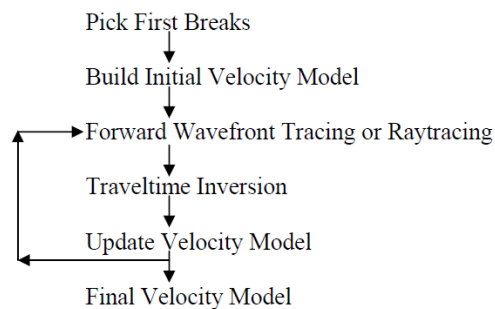 Pick First Breaks
Build Initial Velocity Model
Forward Wavefront Tracing or Raytracing
Traveltime Inversion
Update Velocity Model
Final Velocity Model